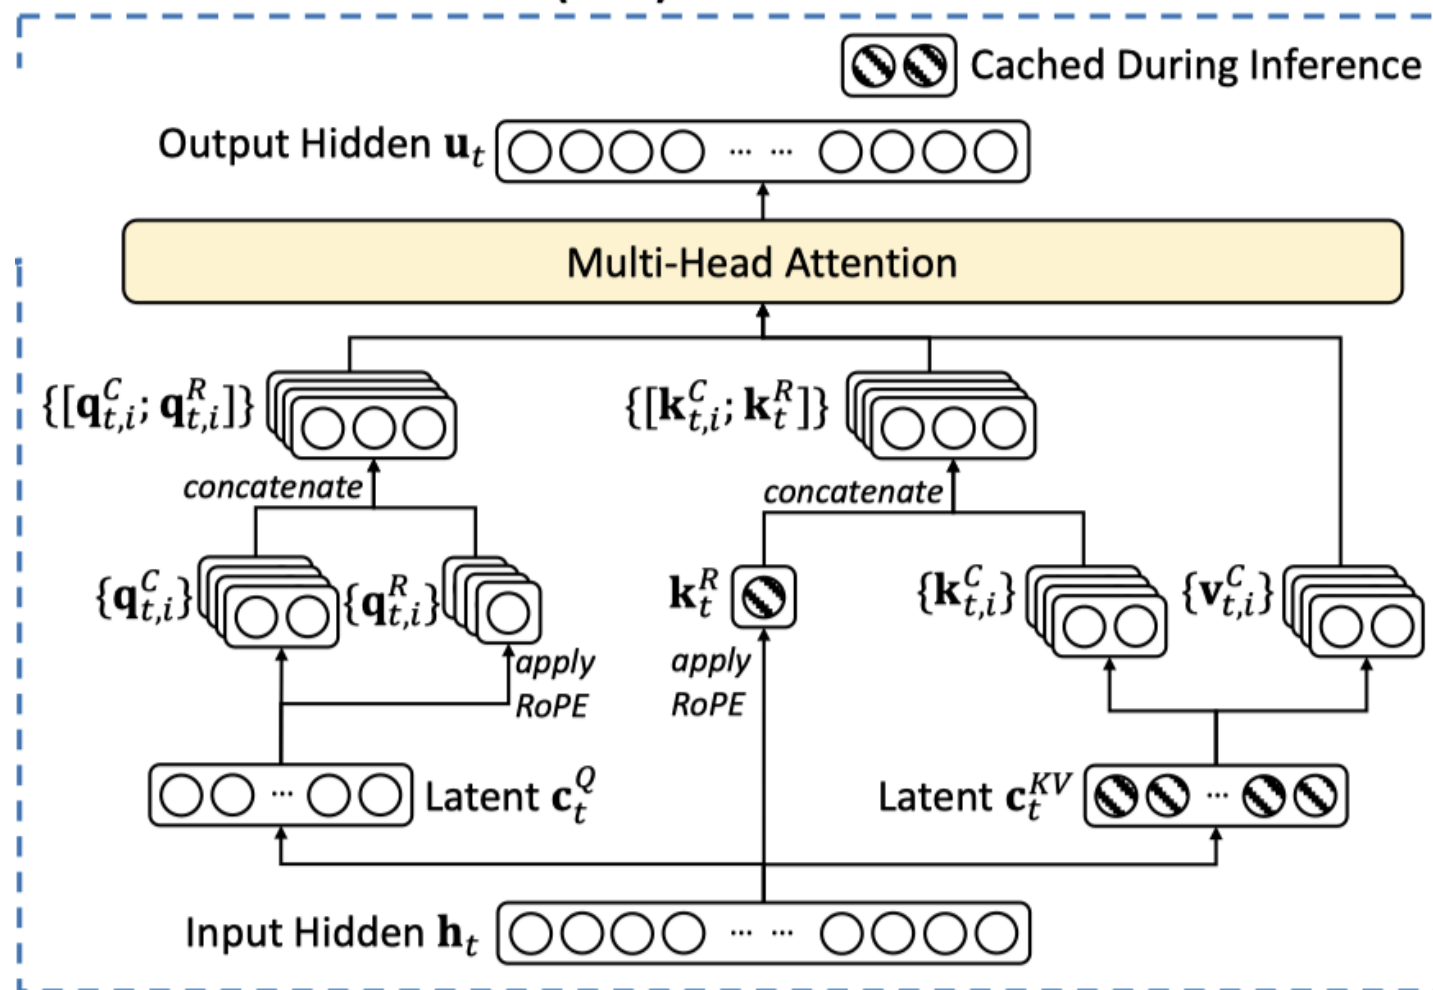 Cached During Inference
Output Hidden u_t
Multi-Head Attention
{[q^C_{t,i}; q^R_{t,i}]}
{[k^C_{t,i}; k^R_t]}
concatenate
concatenate
{q^C_{t,i}}
{q^R_{t,i}}
k^R_t
{k^C_{t,i}}
{v^C_{t,i}}
apply
RoPE
apply
RoPE
Latent c^Q_t
Latent c^{KV}_t
Input Hidden h_t